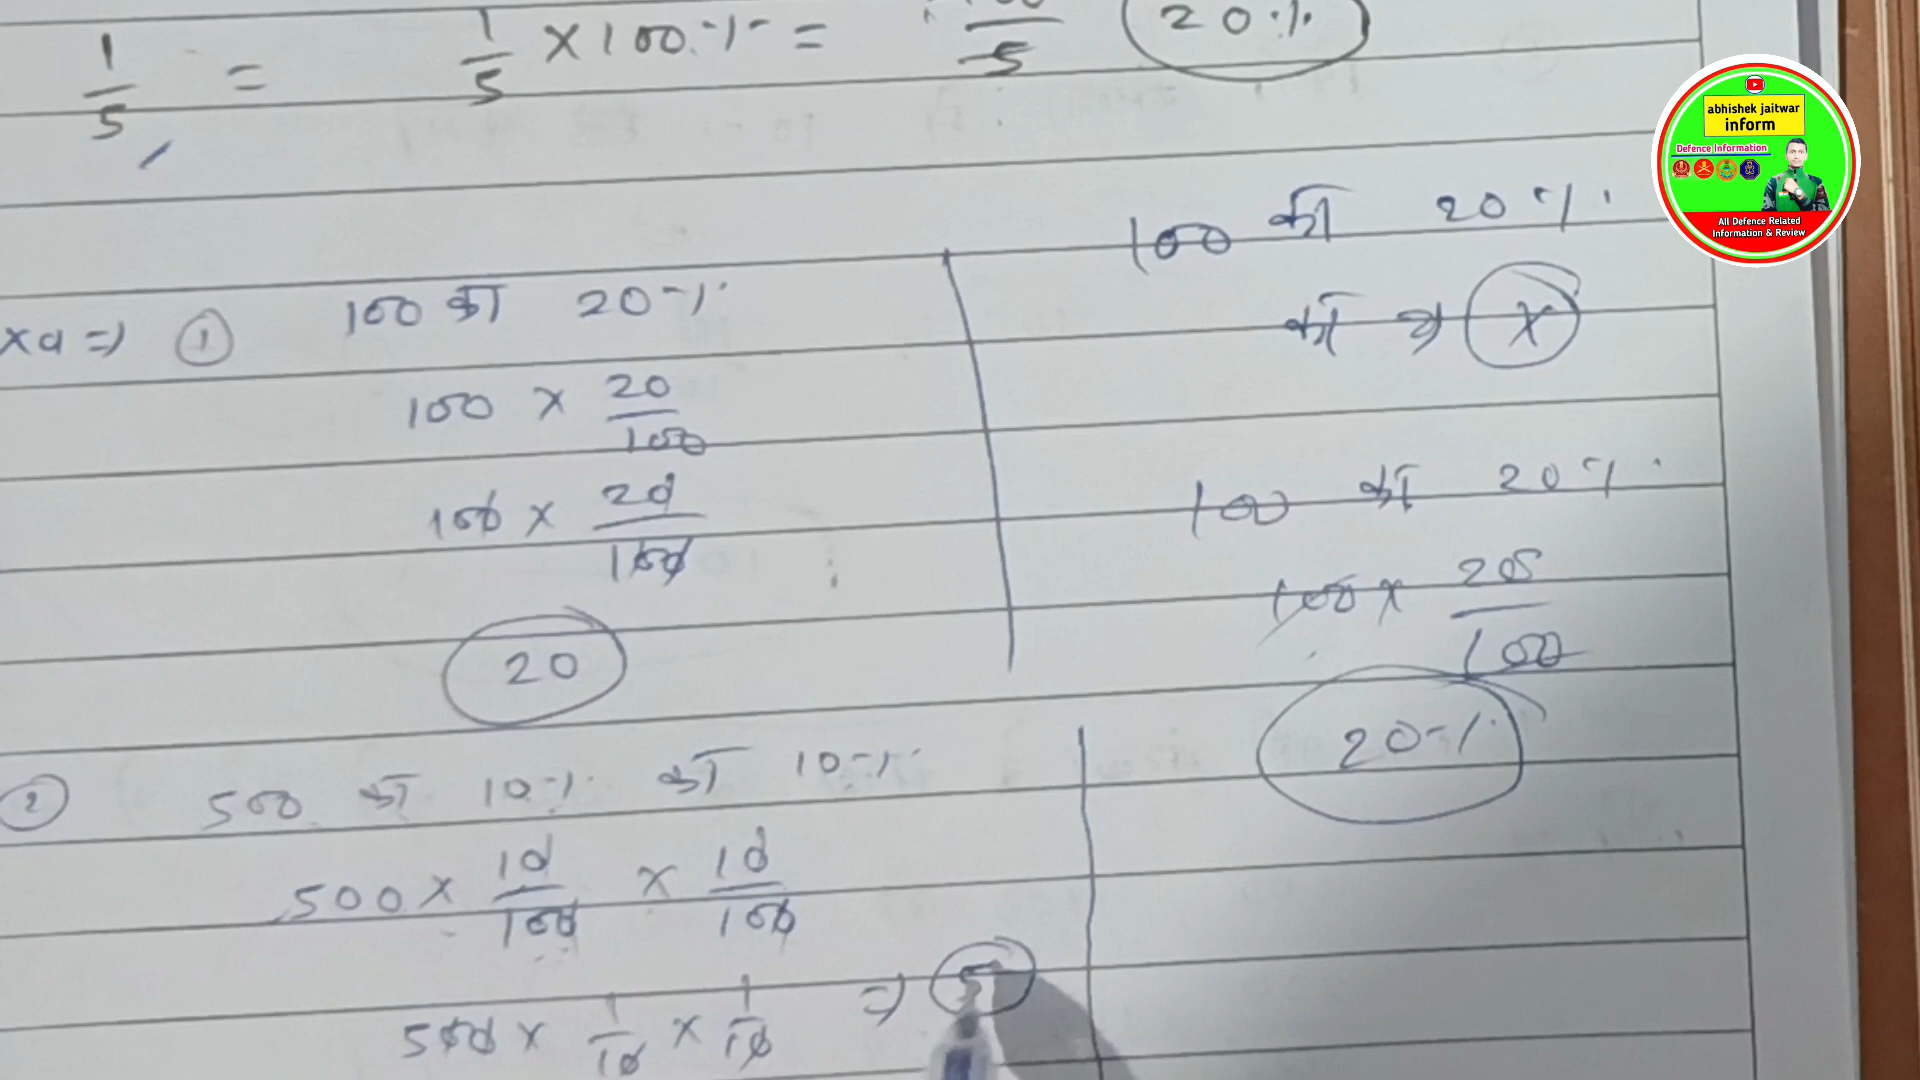 1/5 = 1/5 × 100% = /5 20%
① 100 का 20%
100 × 20/100
100 × 20/100
20
100 का 20%
का x
100 का 20%
100 × 20/100
20%
② 500 का 10% का 10%
500 × 10/100 × 10/100
500 × 1/10 × 1/10 => 5
abhishek jaitwar
inform
Defence Information
All Defence Related
Information & Review